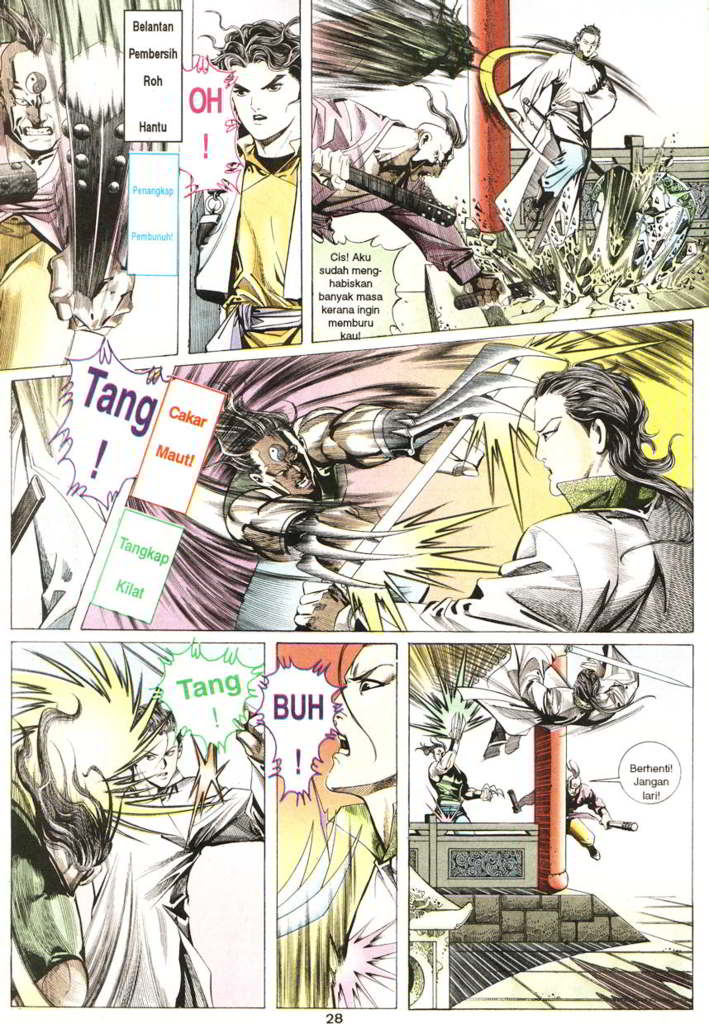 Belantan
Pembersih
Roh
Hantu
Penangkap
Pembunuh!
OH
!
Cis! Aku
sudah meng-
habiskan
banyak masa
kerana ingin
memburu
kau!
Tang
!
Cakar
Maut!
Tangkap
Kilat
Tang
!
BUH
!
Berhenti!
Jangan
lari!
28